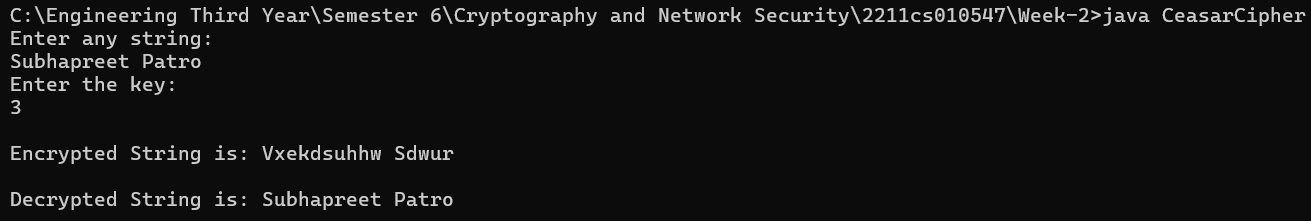 C:\Engineering Third Year\Semester 6\Cryptography and Network Security\2211cs010547\Week-2>java CeasarCipher
Enter any string:
Subhapreet Patro
Enter the key:
3
Encrypted String is: Vxekdsuhhw Sdwur
Decrypted String is: Subhapreet Patro